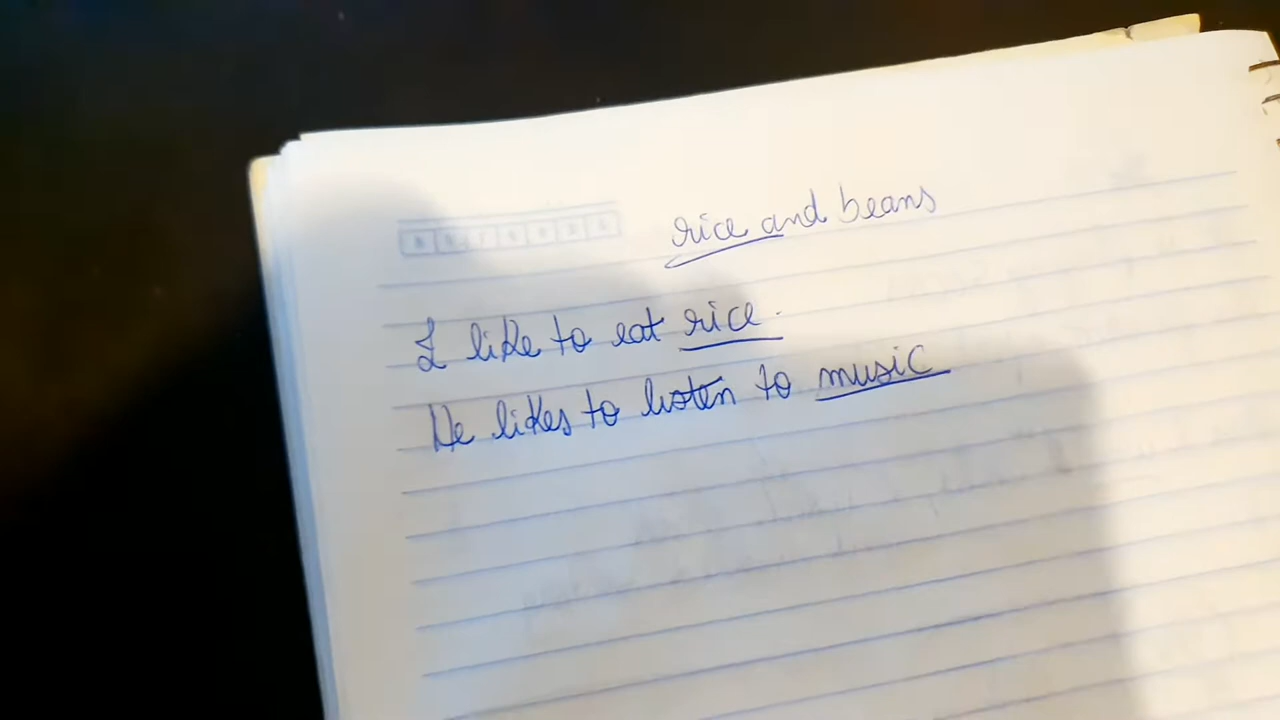 rice and beans
I like to eat rice.
He likes to listen to music